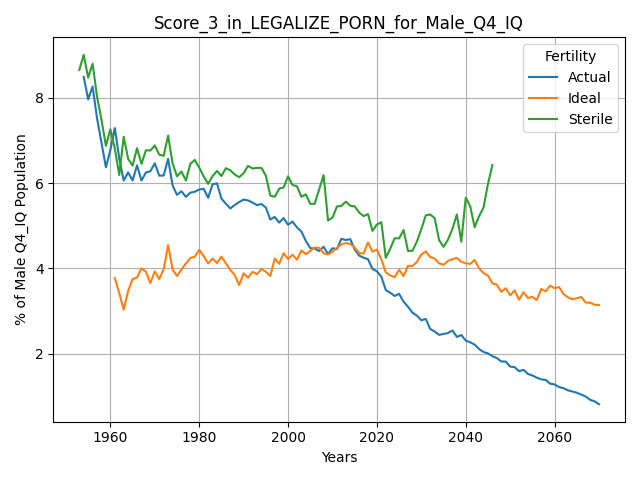 Score_3_in_LEGALIZE_PORN_for_Male_Q4_IQ
Fertility
Actual
Ideal
Sterile
% of Male Q4_IQ Population
8
6
4
2
1960 1980 2000 2020 2040 2060
Years